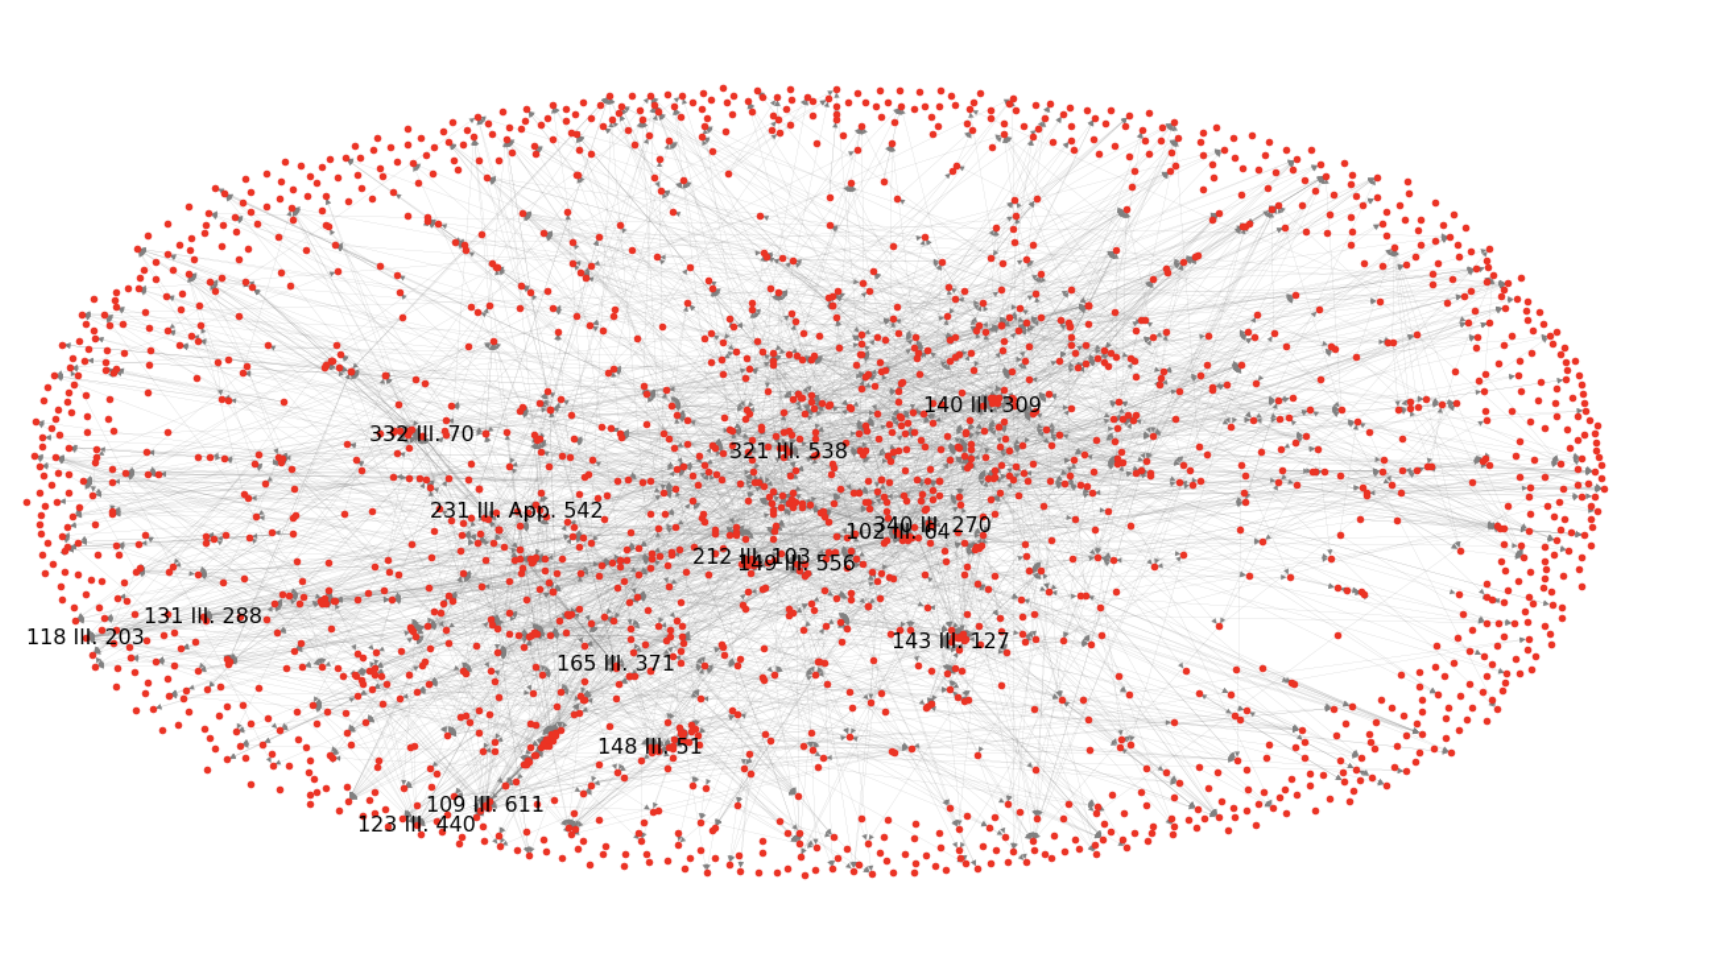 140 Ill. 309
332 Ill. 70
321 Ill. 538
231 Ill. App. 542
340 Ill. 270
102 Ill. 64
212 Ill. 103
149 Ill. 556
131 Ill. 288
118 Ill. 203
143 Ill. 127
165 Ill. 371
148 Ill. 51
109 Ill. 611
123 Ill. 440